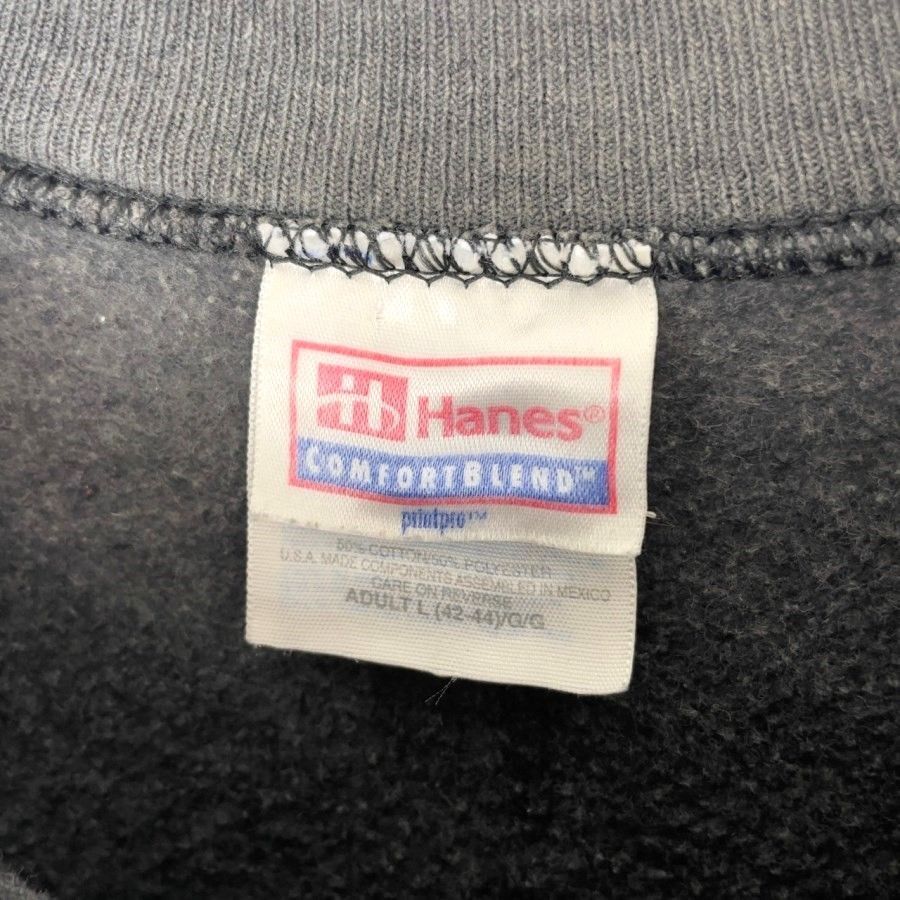 H Hanes®
COMFORTBLEND™
printpro™
50% COTTON/50% POLYESTER
U.S.A. MADE COMPONENTS ASSEMBLED IN MEXICO
CARE ON REVERSE
ADULT L (42-44)/G/G